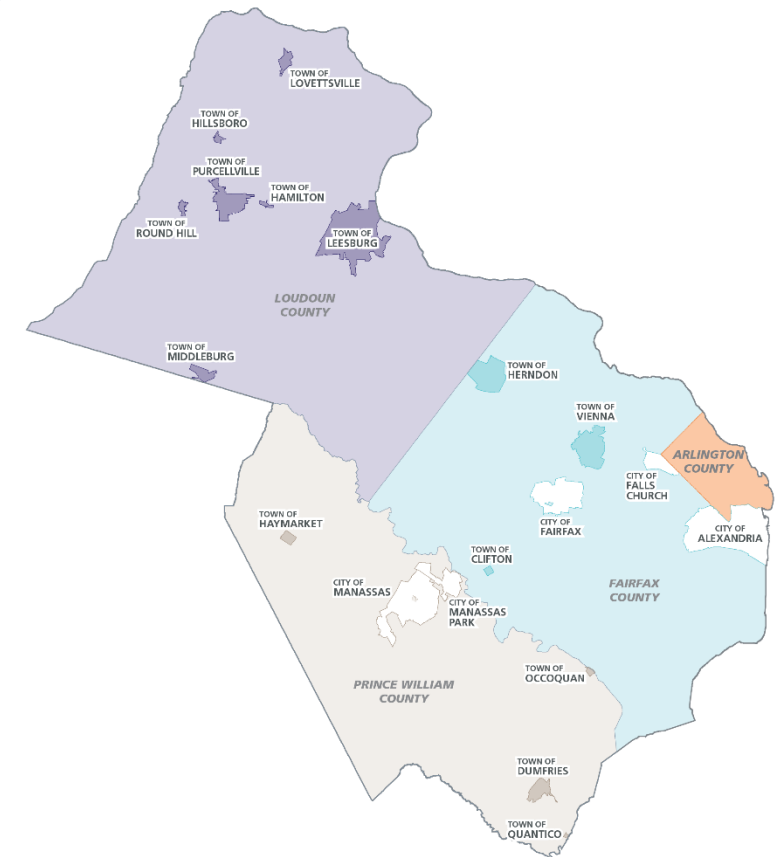 TOWN OF
LOVETTSVILLE
TOWN OF
HILLSBORO
TOWN OF
PURCELLVILLE
TOWN OF
HAMILTON
TOWN OF
ROUND HILL
TOWN OF
LEESBURG
LOUDOUN
COUNTY
TOWN OF
MIDDLEBURG
TOWN OF
HERNDON
TOWN OF
VIENNA
ARLINGTON
COUNTY
CITY OF
FALLS
CHURCH
CITY OF
FAIRFAX
CITY OF
ALEXANDRIA
TOWN OF
HAYMARKET
TOWN OF
CLIFTON
CITY OF
MANASSAS
CITY OF
MANASSAS
PARK
FAIRFAX
COUNTY
TOWN OF
OCCOQUAN
PRINCE WILLIAM
COUNTY
TOWN OF
DUMFRIES
TOWN OF
QUANTICO